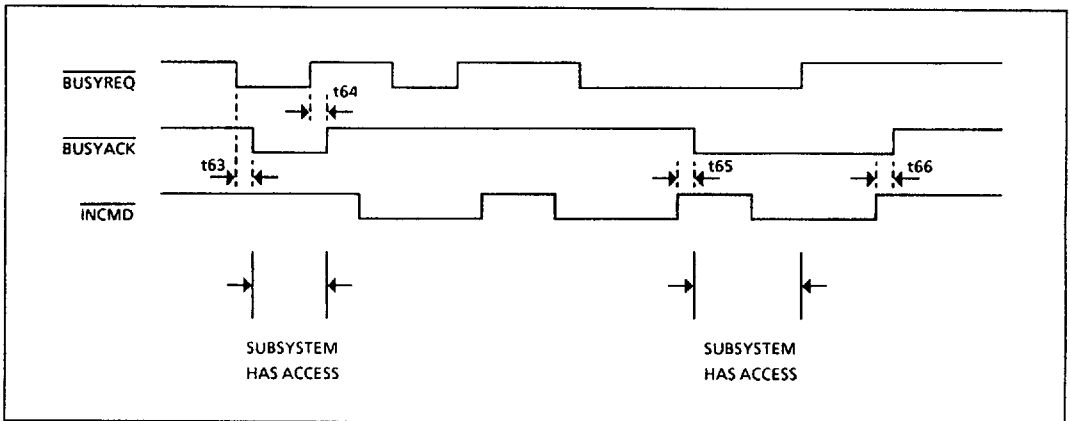 BUSYREQ
t64
BUSYACK
t63
t65
t66
INCMD
SUBSYSTEM
HAS ACCESS
SUBSYSTEM
HAS ACCESS